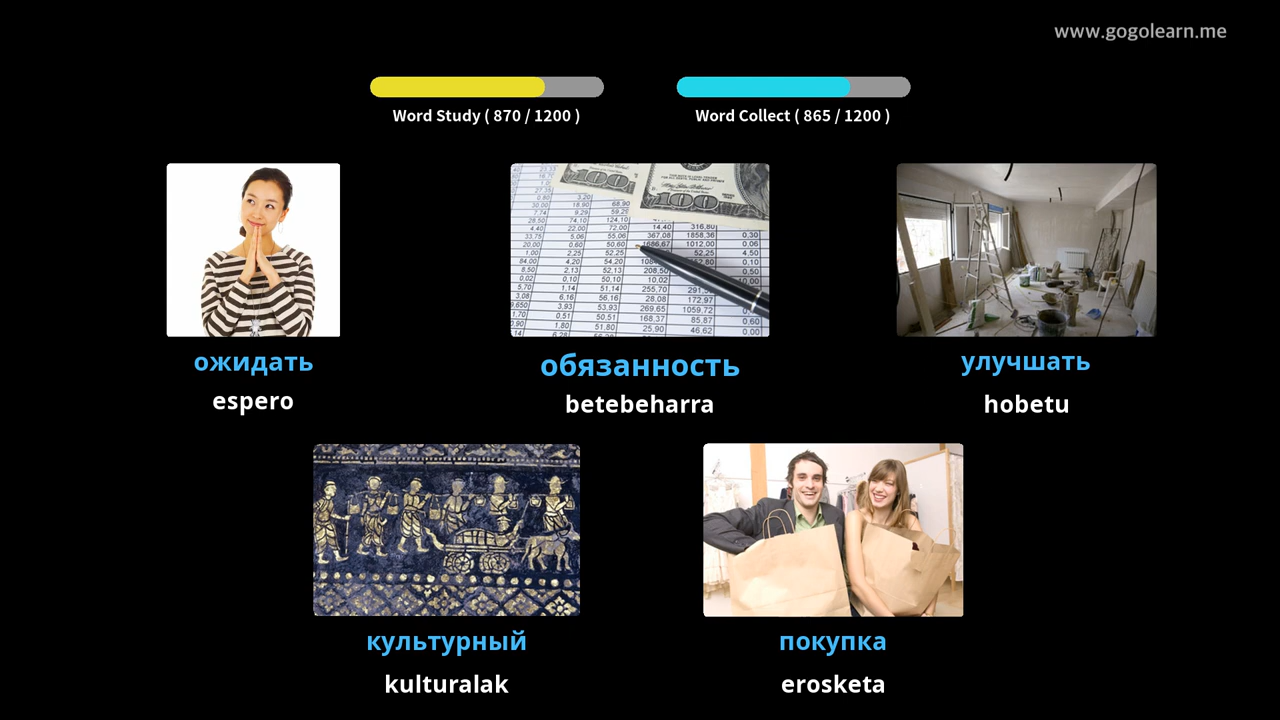 www.gogolearn.me
Word Study ( 870 / 1200 )
Word Collect ( 865 / 1200 )
ожидать
espero
обязанность
betebeharra
улучшать
hobetu
культурный
kulturalak
покупка
erosketa